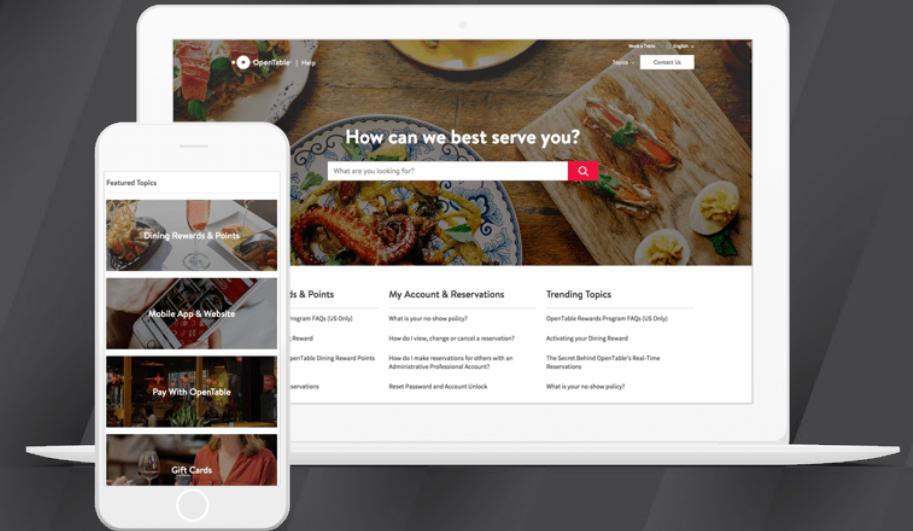 Book a Table
English
OpenTable | Help
Topics
Contact Us
How can we best serve you?
What are you looking for?
ds & Points
rogram FAQs (US Only)
Reward
penTable Dining Reward Points
servations
My Account & Reservations
What is your no-show policy?
How do I view, change or cancel a reservation?
How do I make reservations for others with an
Administrative Professional Account?
Reset Password and Account Unlock
Trending Topics
OpenTable Rewards Program FAQs (US Only)
Activating your Dining Reward
The Secret Behind OpenTable's Real-Time
Reservations
What is your no-show policy?
Featured Topics
Dining Rewards & Points
Mobile App & Website
Pay With OpenTable
Gift Cards